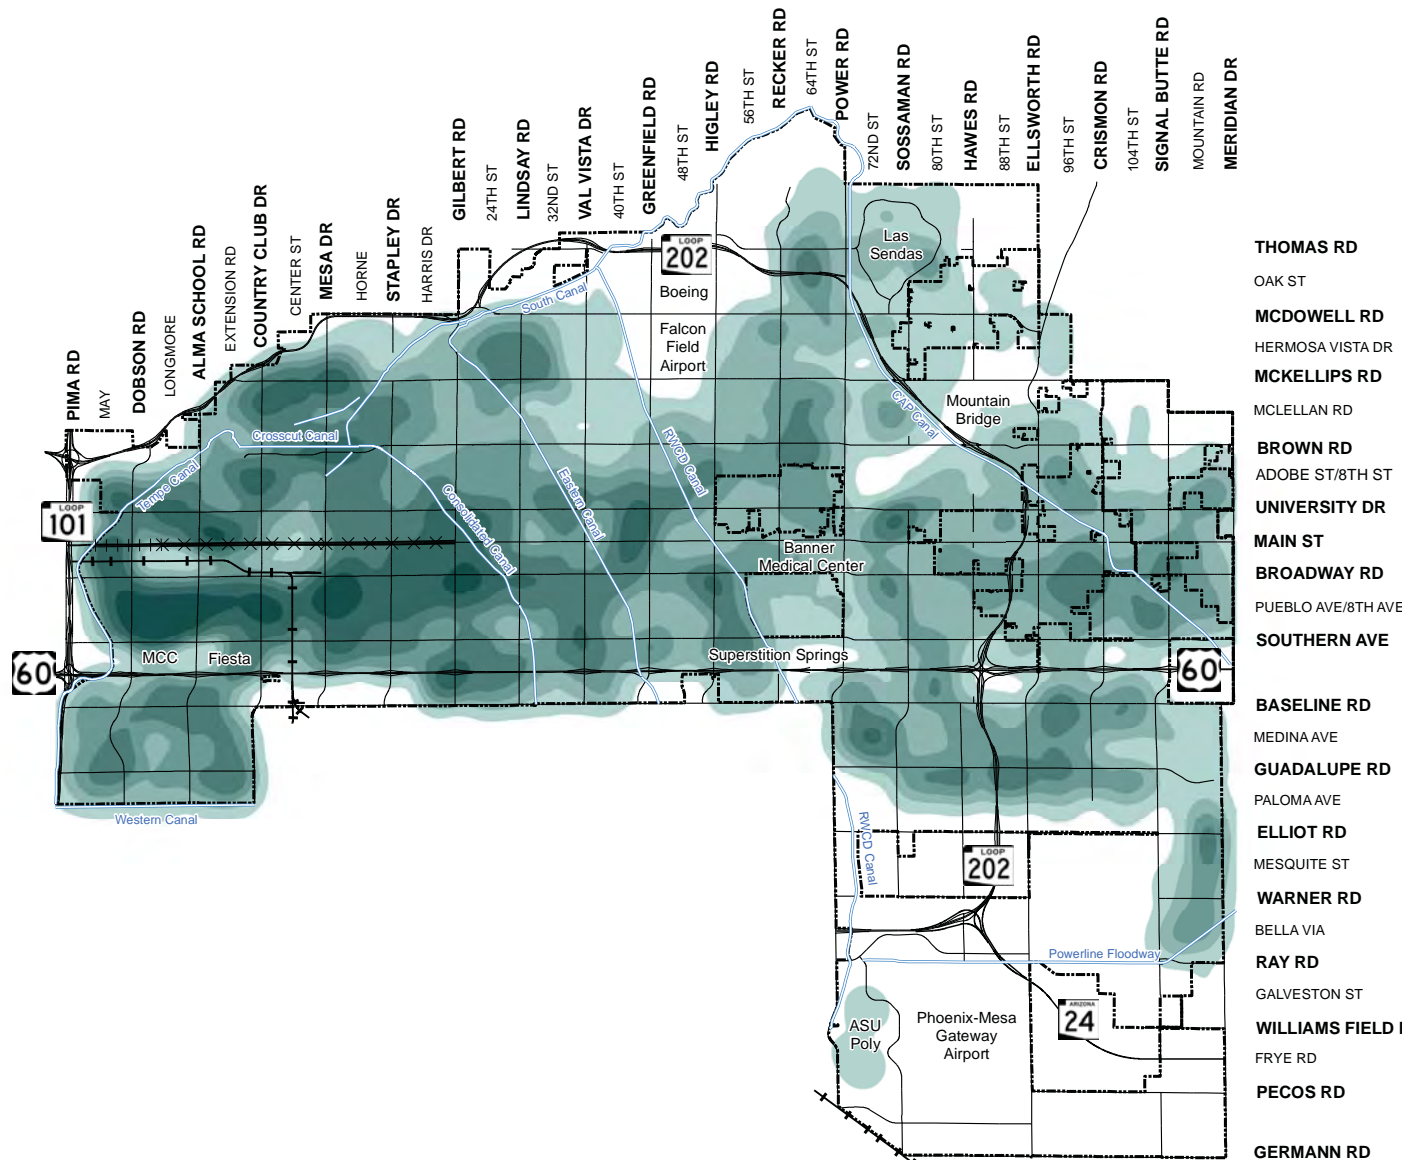 PIMA RD
MAY
DOBSON RD
LONGMORE
ALMA SCHOOL RD
EXTENSION RD
COUNTRY CLUB DR
CENTER ST
MESA DR
HORNE
STAPLEY DR
HARRIS DR
GILBERT RD
24TH ST
LINDSAY RD
32ND ST
VAL VISTA DR
40TH ST
GREENFIELD RD
48TH ST
HIGLEY RD
56TH ST
RECKER RD
64TH ST
POWER RD
72ND ST
SOSSAMAN RD
80TH ST
HAWES RD
88TH ST
ELLSWORTH RD
96TH ST
CRISMON RD
104TH ST
SIGNAL BUTTE RD
MOUNTAIN RD
MERIDIAN DR
THOMAS RD
OAK ST
MCDOWELL RD
HERMOSA VISTA DR
MCKELLIPS RD
MCLELLAN RD
BROWN RD
ADOBE ST/8TH ST
UNIVERSITY DR
MAIN ST
BROADWAY RD
PUEBLO AVE/8TH AVE
SOUTHERN AVE
BASELINE RD
MEDINA AVE
GUADALUPE RD
PALOMA AVE
ELLIOT RD
MESQUITE ST
WARNER RD
BELLA VIA
RAY RD
GALVESTON ST
WILLIAMS FIELD
FRYE RD
PECOS RD
GERMANN RD
LOOP
202
Boeing
Falcon
Field
Airport
Las
Sendas
South Canal
Mountain
Bridge
CAP Canal
Crosscut Canal
Tempe Canal
Consolidated Canal
Eastern Canal
RWCD Canal
LOOP
101
Banner
Medical Center
MCC
Fiesta
Superstition Springs
60
60
Western Canal
RWCD Canal
LOOP
202
Powerline Floodway
ASU
Poly
Phoenix-Mesa
Gateway
Airport
ARIZONA
24